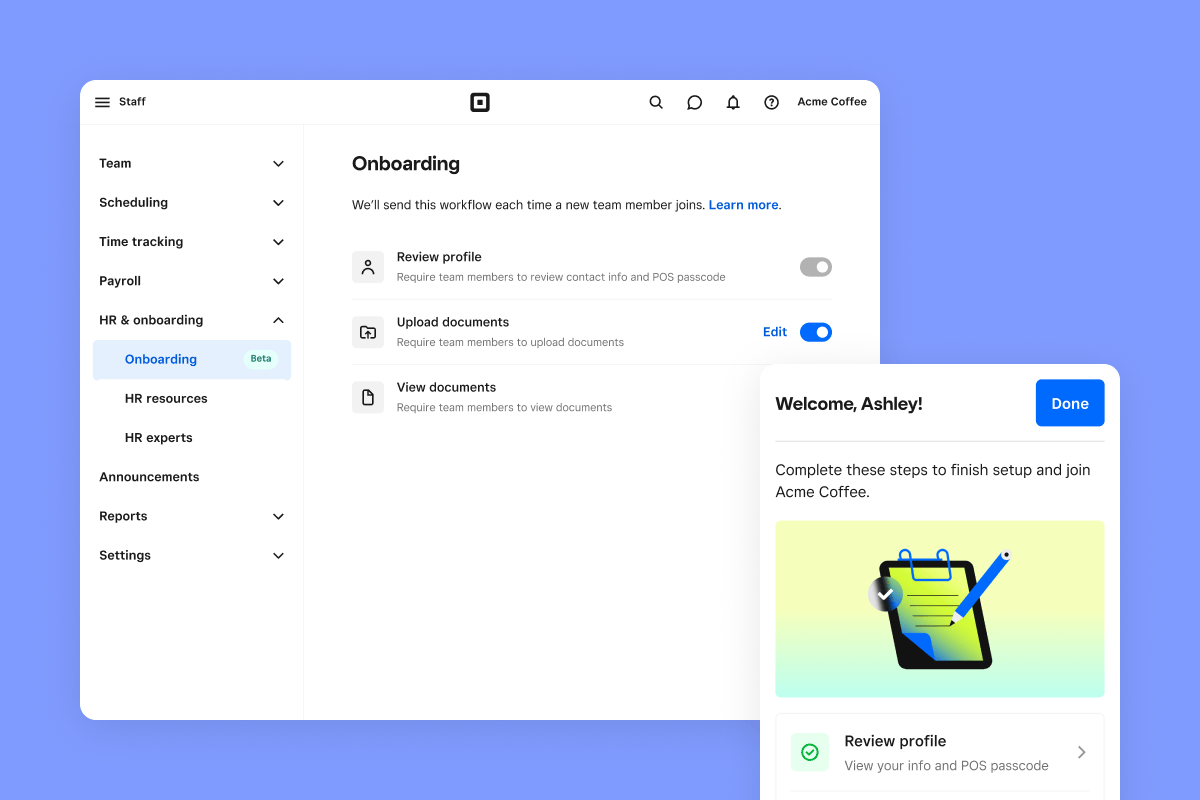 Staff
Acme Coffee
Team
Scheduling
Time tracking
Payroll
HR & onboarding
Onboarding Beta
HR resources
HR experts
Announcements
Reports
Settings
Onboarding
We’ll send this workflow each time a new team member joins. Learn more.
Review profile
Require team members to review contact info and POS passcode
Upload documents
Require team members to upload documents
Edit
View documents
Require team members to view documents
Welcome, Ashley!
Done
Complete these steps to finish setup and join
Acme Coffee.
Review profile
View your info and POS passcode